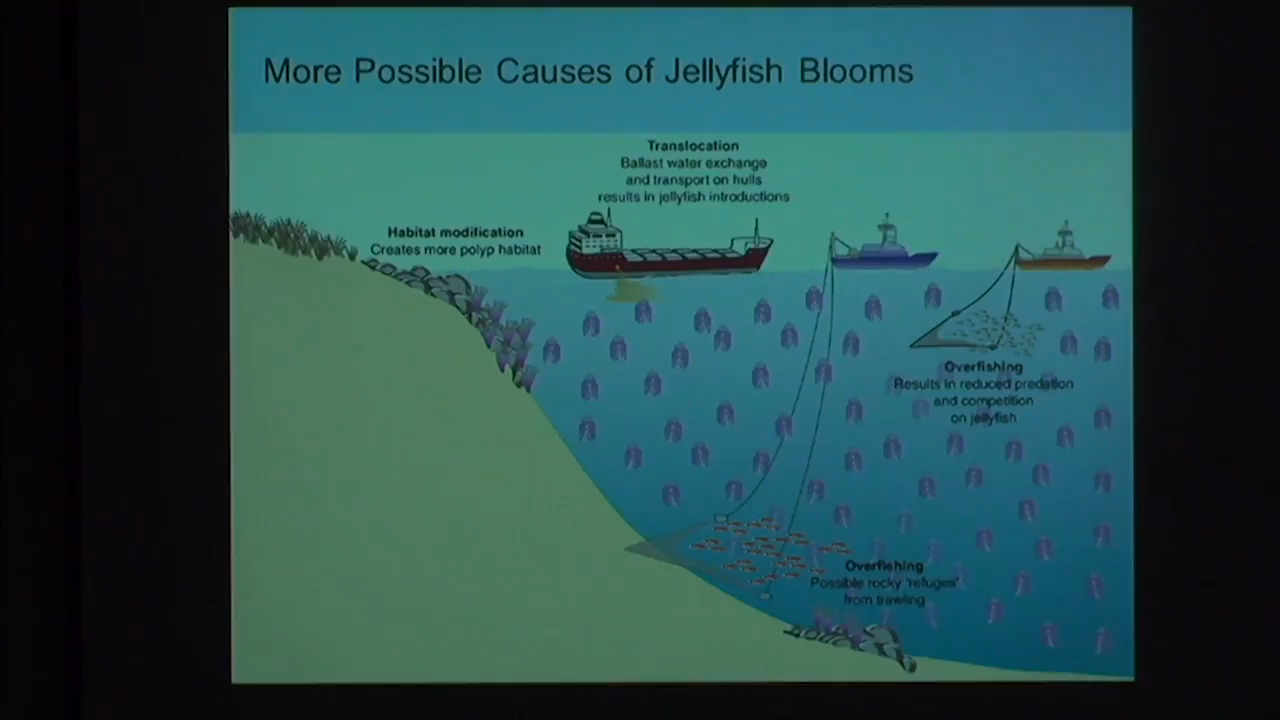 More Possible Causes of Jellyfish Blooms
Translocation
Ballast water exchange
and transport on hulls
results in jellyfish introductions
Habitat modification
Creates more polyp habitat
Overfishing
Results in reduced predation
and competition
on jellyfish
Overfishing
Possible rocky 'refuges'
from trawling